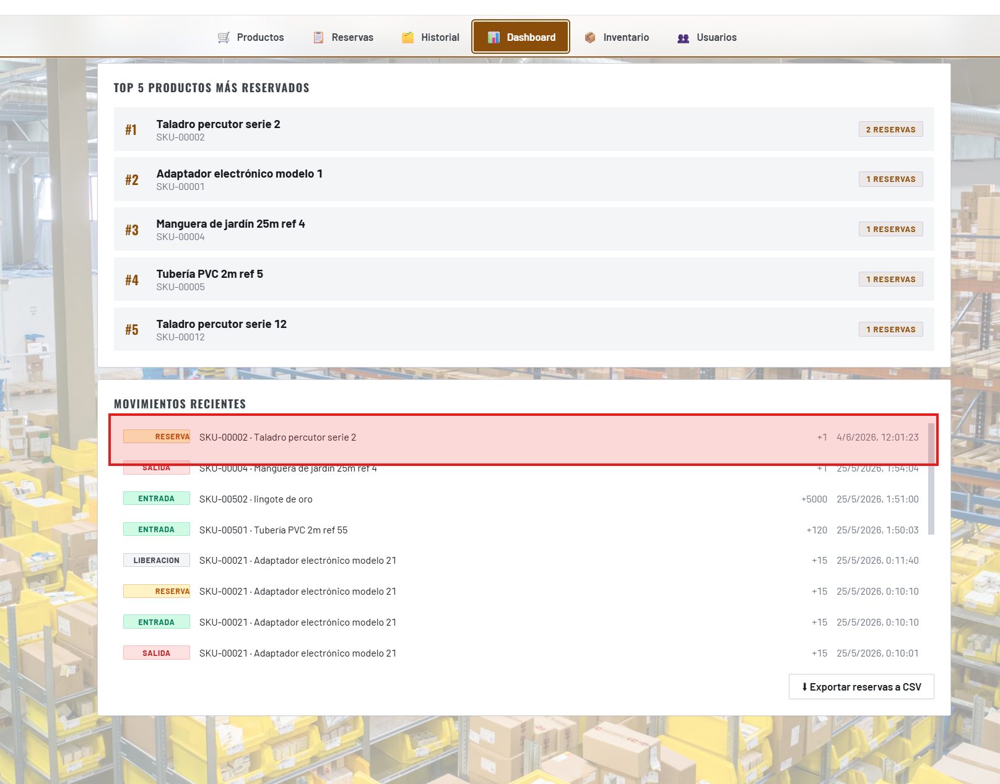 Productos Reservas Historial Dashboard Inventario Usuarios
TOP 5 PRODUCTOS MÁS RESERVADOS
#1 Taladro percutor serie 2 2 RESERVAS
SKU-00002
#2 Adaptador electrónico modelo 1 1 RESERVAS
SKU-00001
#3 Manguera de jardín 25m ref 4 1 RESERVAS
SKU-00004
#4 Tubería PVC 2m ref 5 1 RESERVAS
SKU-00005
#5 Taladro percutor serie 12 1 RESERVAS
SKU-00012
MOVIMIENTOS RECIENTES
RESERVA SKU-00002 · Taladro percutor serie 2 +1 4/6/2026, 12:01:23
SALIDA SKU-00004 · Manguera de jardín 25m ref 4 +1 25/5/2026, 1:54:04
ENTRADA SKU-00502 · lingote de oro +5000 25/5/2026, 1:51:00
ENTRADA SKU-00501 · Tubería PVC 2m ref 55 +120 25/5/2026, 1:50:03
LIBERACION SKU-00021 · Adaptador electrónico modelo 21 +15 25/5/2026, 0:11:40
RESERVA SKU-00021 · Adaptador electrónico modelo 21 +15 25/5/2026, 0:10:10
ENTRADA SKU-00021 · Adaptador electrónico modelo 21 +15 25/5/2026, 0:10:10
SALIDA SKU-00021 · Adaptador electrónico modelo 21 +15 25/5/2026, 0:10:01
⬇ Exportar reservas a CSV